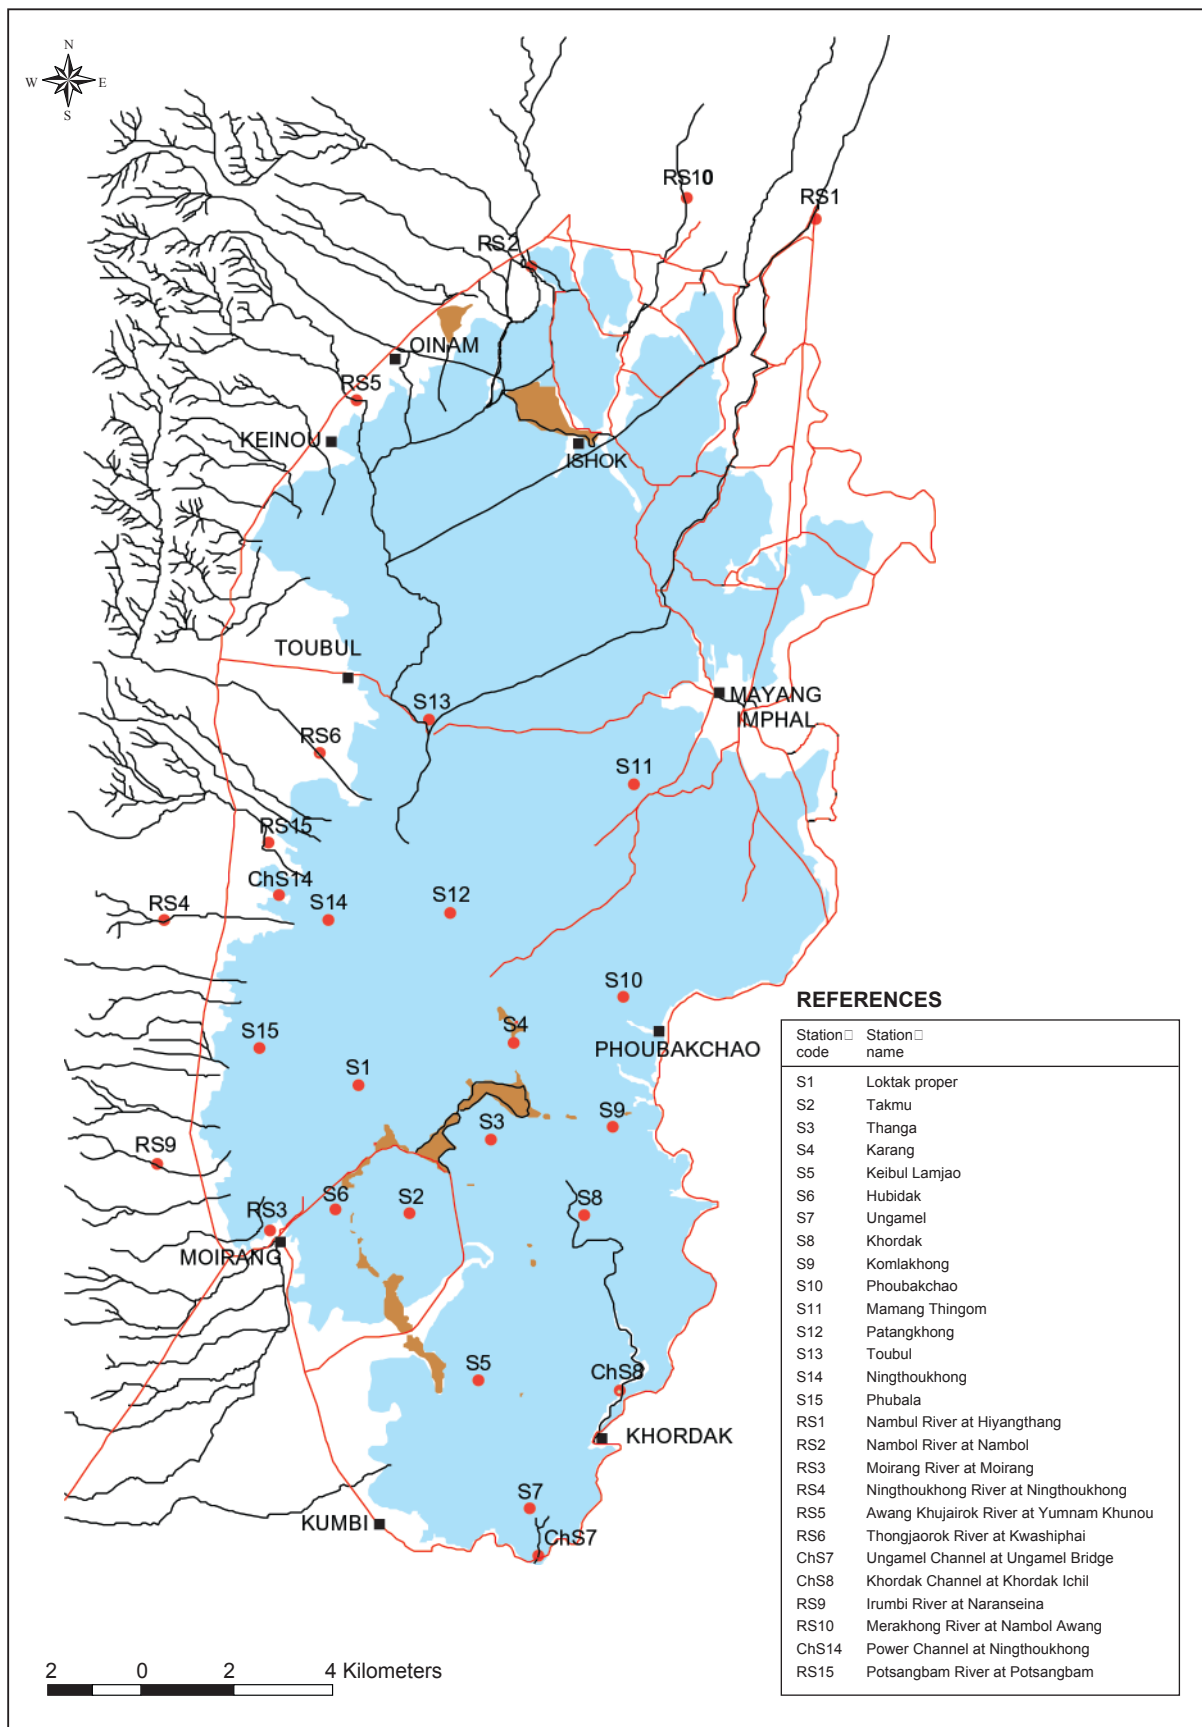 N
W E
S
RS10
RS1
RS2
OINAM
RS5
KEINOU
ISHOK
TOUBUL
S13
MAYANG
IMPHAL
RS6
S11
RS15
ChS14
S14
S12
RS4
S10
S4
S15
PHOUBAKCHAO
S1
S3
S9
RS9
S6
S2
S8
RS3
MOIRANG
S5
ChS8
KHORDAK
S7
KUMBI
ChS7
2 0 2 4 Kilometers
REFERENCES
Station Station
code name
S1 Loktak proper
S2 Takmu
S3 Thanga
S4 Karang
S5 Keibul Lamjao
S6 Hubidak
S7 Ungamel
S8 Khordak
S9 Komlakhong
S10 Phoubakchao
S11 Mamang Thingom
S12 Patangkhong
S13 Toubul
S14 Ningthoukhong
S15 Phubala
RS1 Nambul River at Hiyangthang
RS2 Nambol River at Nambol
RS3 Moirang River at Moirang
RS4 Ningthoukhong River at Ningthoukhong
RS5 Awang Khujairok River at Yumnam Khunou
RS6 Thongjaorok River at Kwashiphai
ChS7 Ungamel Channel at Ungamel Bridge
ChS8 Khordak Channel at Khordak Ichil
RS9 Irumbi River at Naranseina
RS10 Merakhong River at Nambol Awang
ChS14 Power Channel at Ningthoukhong
RS15 Potsangbam River at Potsangbam